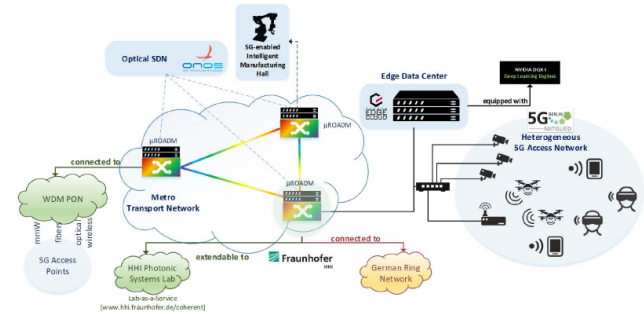 Optical SDN
onos
5G-enabled
Intelligent
Manufacturing
Hall
Edge Data Center
EDGE
CLOUD
NVIDIA DGX-1
Deep Learning Engines
equipped with
5G BERLIN
MITGLIED
Heterogeneous
5G Access Network
µROADM
µROADM
µROADM
connected to
Metro
Transport Network
WDM PON
mmW
fibers
optical
wireless
5G Access
Points
extendable to
Fraunhofer
HHI
connected to
HHI Photonic
Systems Lab
German Ring
Network
Lab-as-a-Service
[www.hhi.fraunhofer.de/coherent]